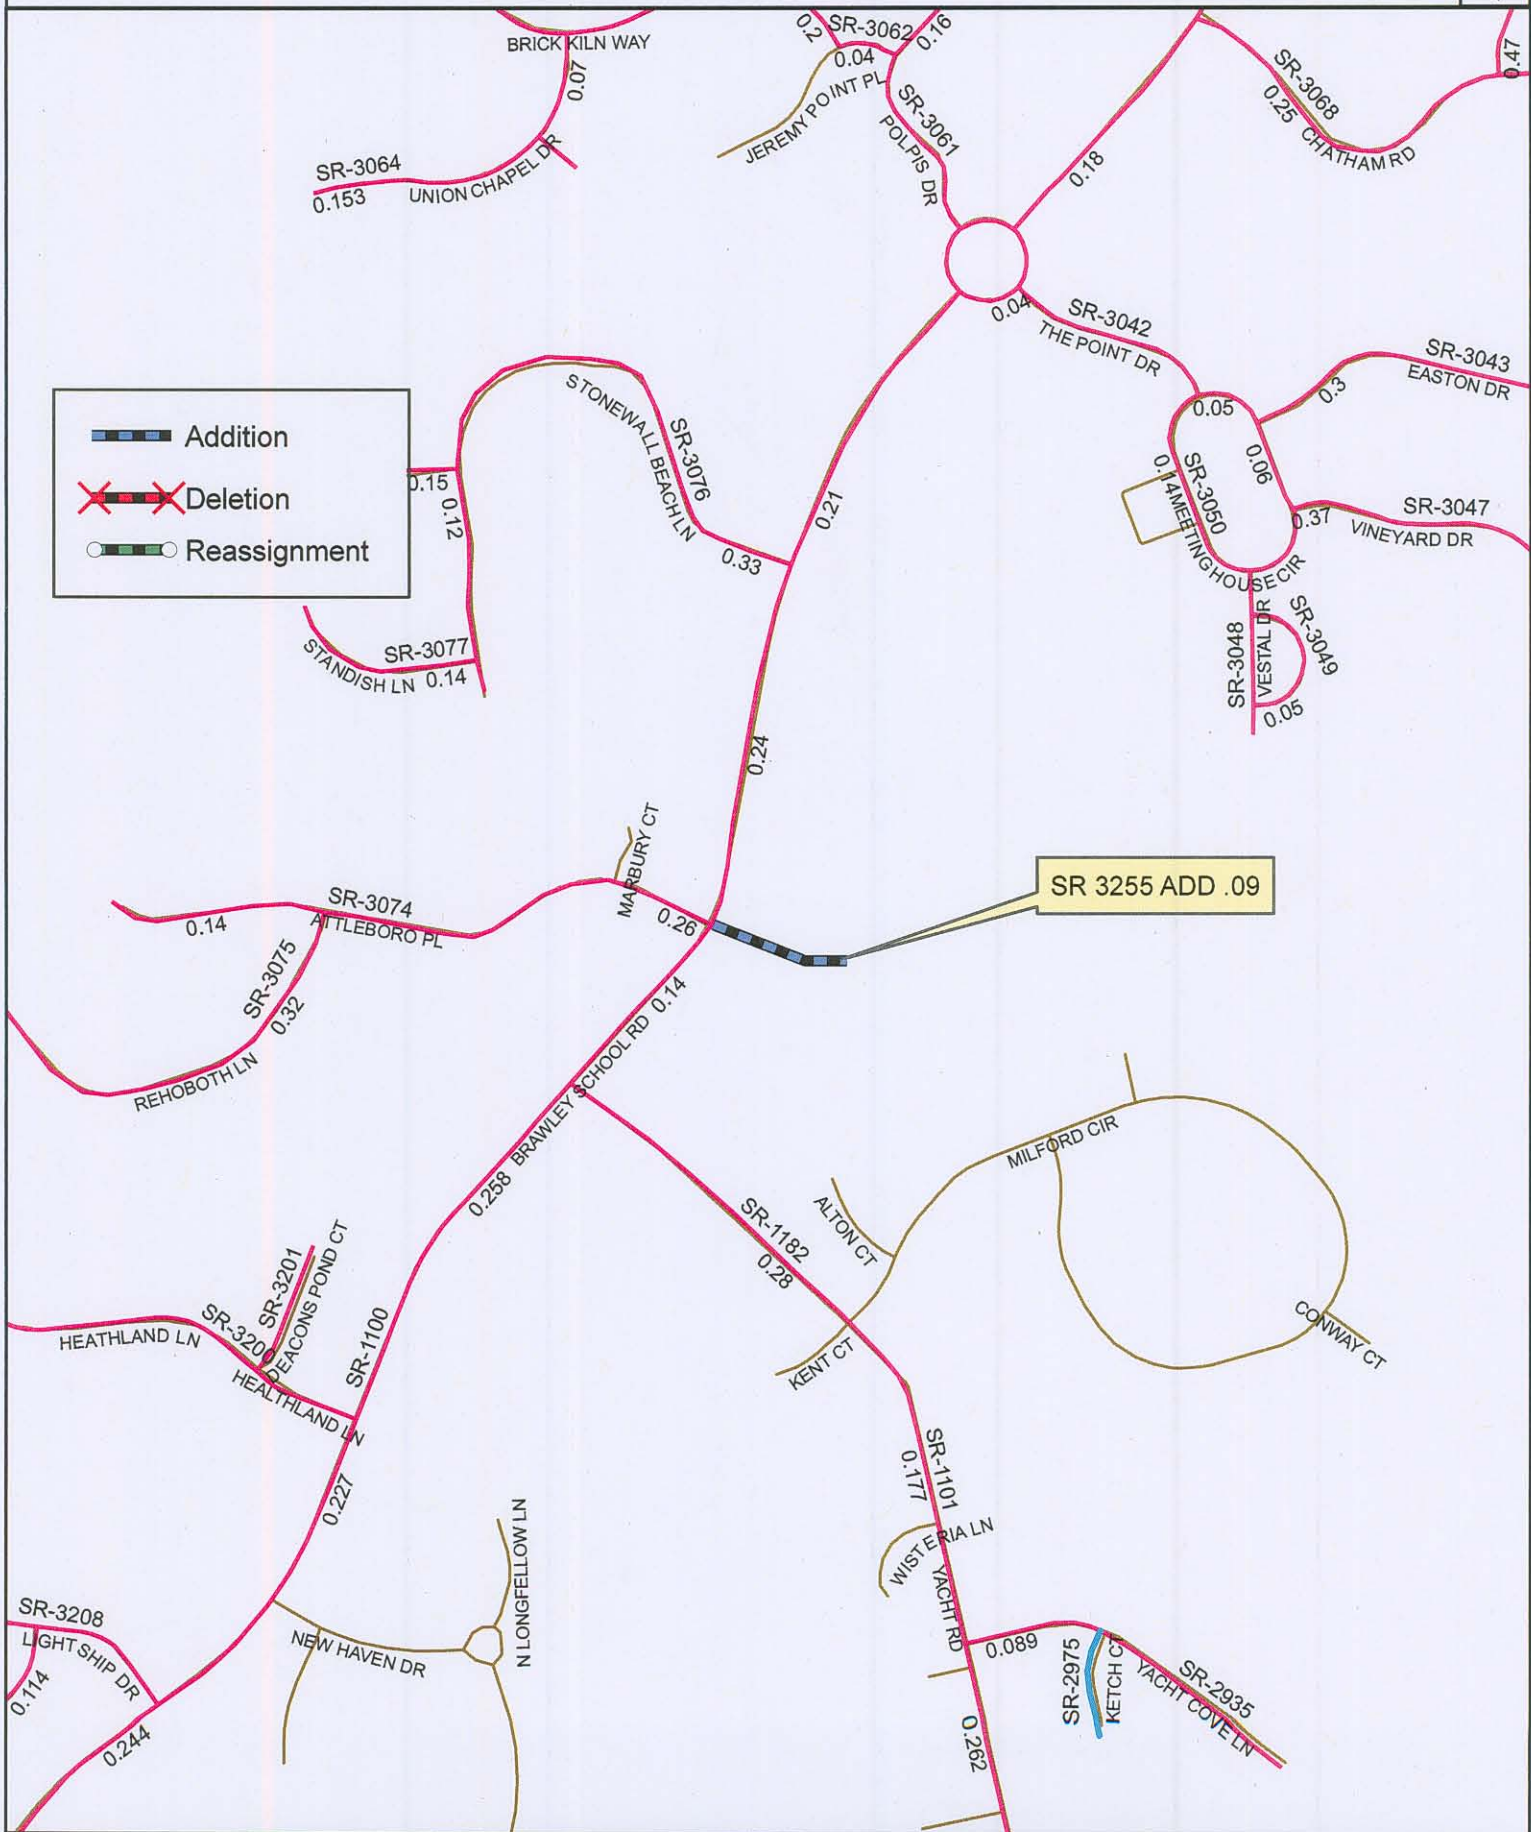 BRICK KILN WAY
0.07
SR-3064
0.153
UNION CHAPEL DR
0.2
SR-3062
0.16
0.04
JEREMY POINT PL
SR-3061
POLPIS DR
0.18
SR-3068
0.25
CHATHAM RD
0.47
0.04
SR-3042
THE POINT DR
SR-3043
EASTON DR
0.3
0.05
0.06
0.14
SR-3050
MEETING HOUSE CIR
0.37
SR-3047
VINEYARD DR
SR-3048
VESTAL DR
SR-3049
0.05
Addition
Deletion
Reassignment
STONEWALL BEACH LN
SR-3076
0.15
0.12
0.33
0.21
STANDISH LN
SR-3077
0.14
0.24
MARBURY CT
SR 3255 ADD .09
SR-3074
0.14
ATTLEBORO PL
0.26
SR-3075
0.32
REHOBOTH LN
0.14
BRAWLEY SCHOOL RD
0.258
MILFORD CIR
ALTON CT
SR-1182
0.28
KENT CT
CONWAY CT
SR-3201
DEACONS POND CT
SR-3200
HEATHLAND LN
HEALTHLAND LN
SR-1100
0.227
SR-1101
0.177
WISTERIA LN
YACHT RD
N LONGFELLOW LN
NEW HAVEN DR
SR-3208
LIGHT SHIP DR
0.114
0.244
0.089
SR-2975
KETCH CT
SR-2935
YACHT COVE LN
0.262